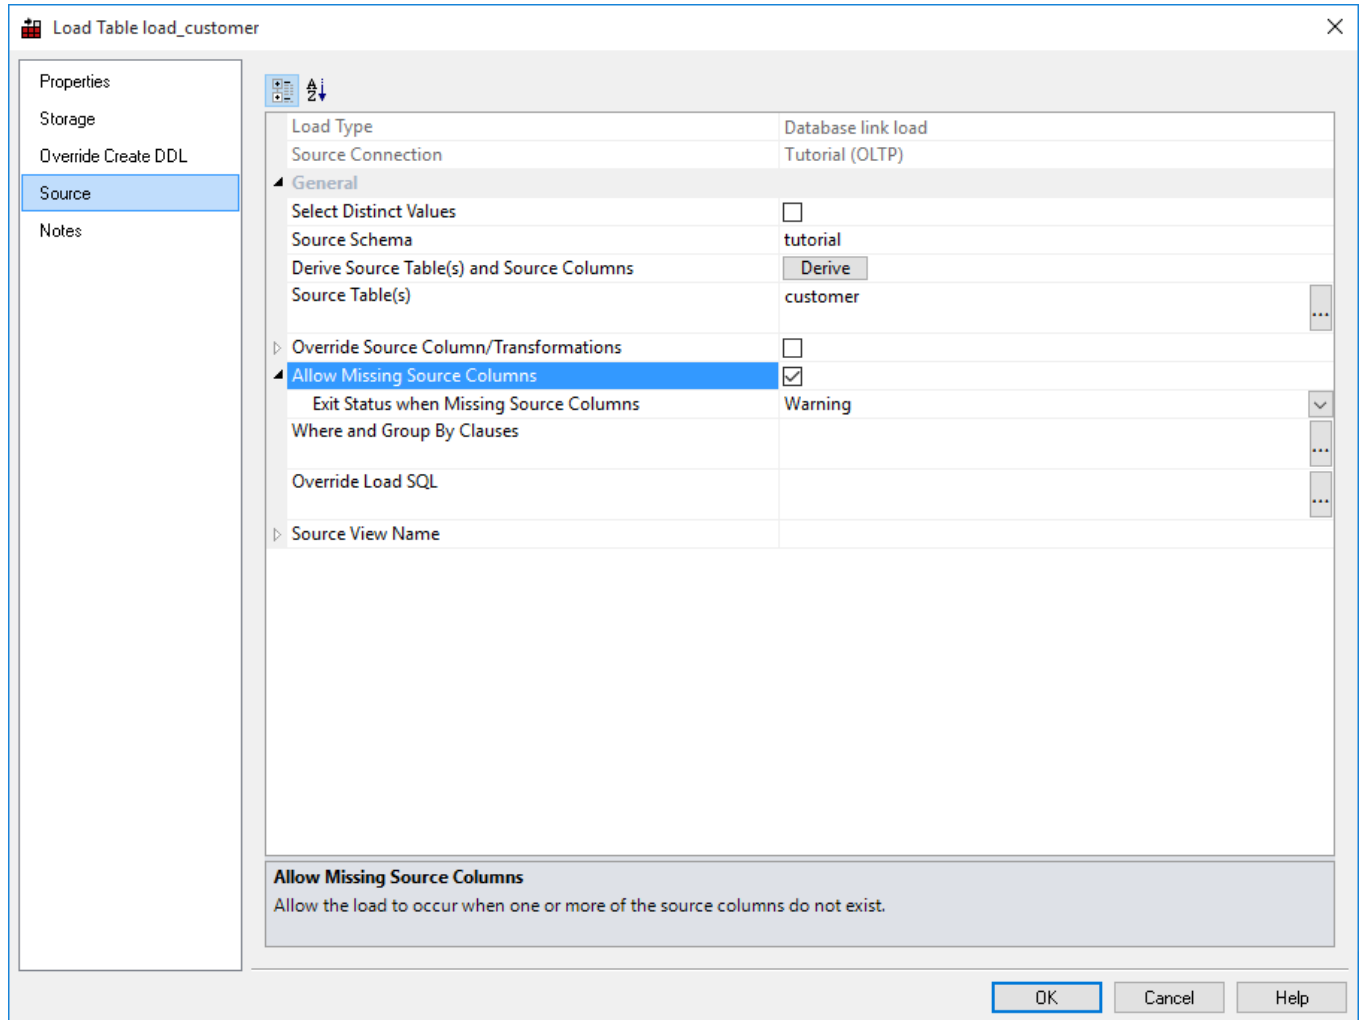 Load Table load_customer
Properties
Storage
Override Create DDL
Source
Notes
Load Type Database link load
Source Connection Tutorial (OLTP)
General
Select Distinct Values
Source Schema tutorial
Derive Source Table(s) and Source Columns Derive
Source Table(s) customer
...
Override Source Column/Transformations
Allow Missing Source Columns
Exit Status when Missing Source Columns Warning
Where and Group By Clauses
...
Override Load SQL
...
Source View Name
Allow Missing Source Columns
Allow the load to occur when one or more of the source columns do not exist.
OK Cancel Help